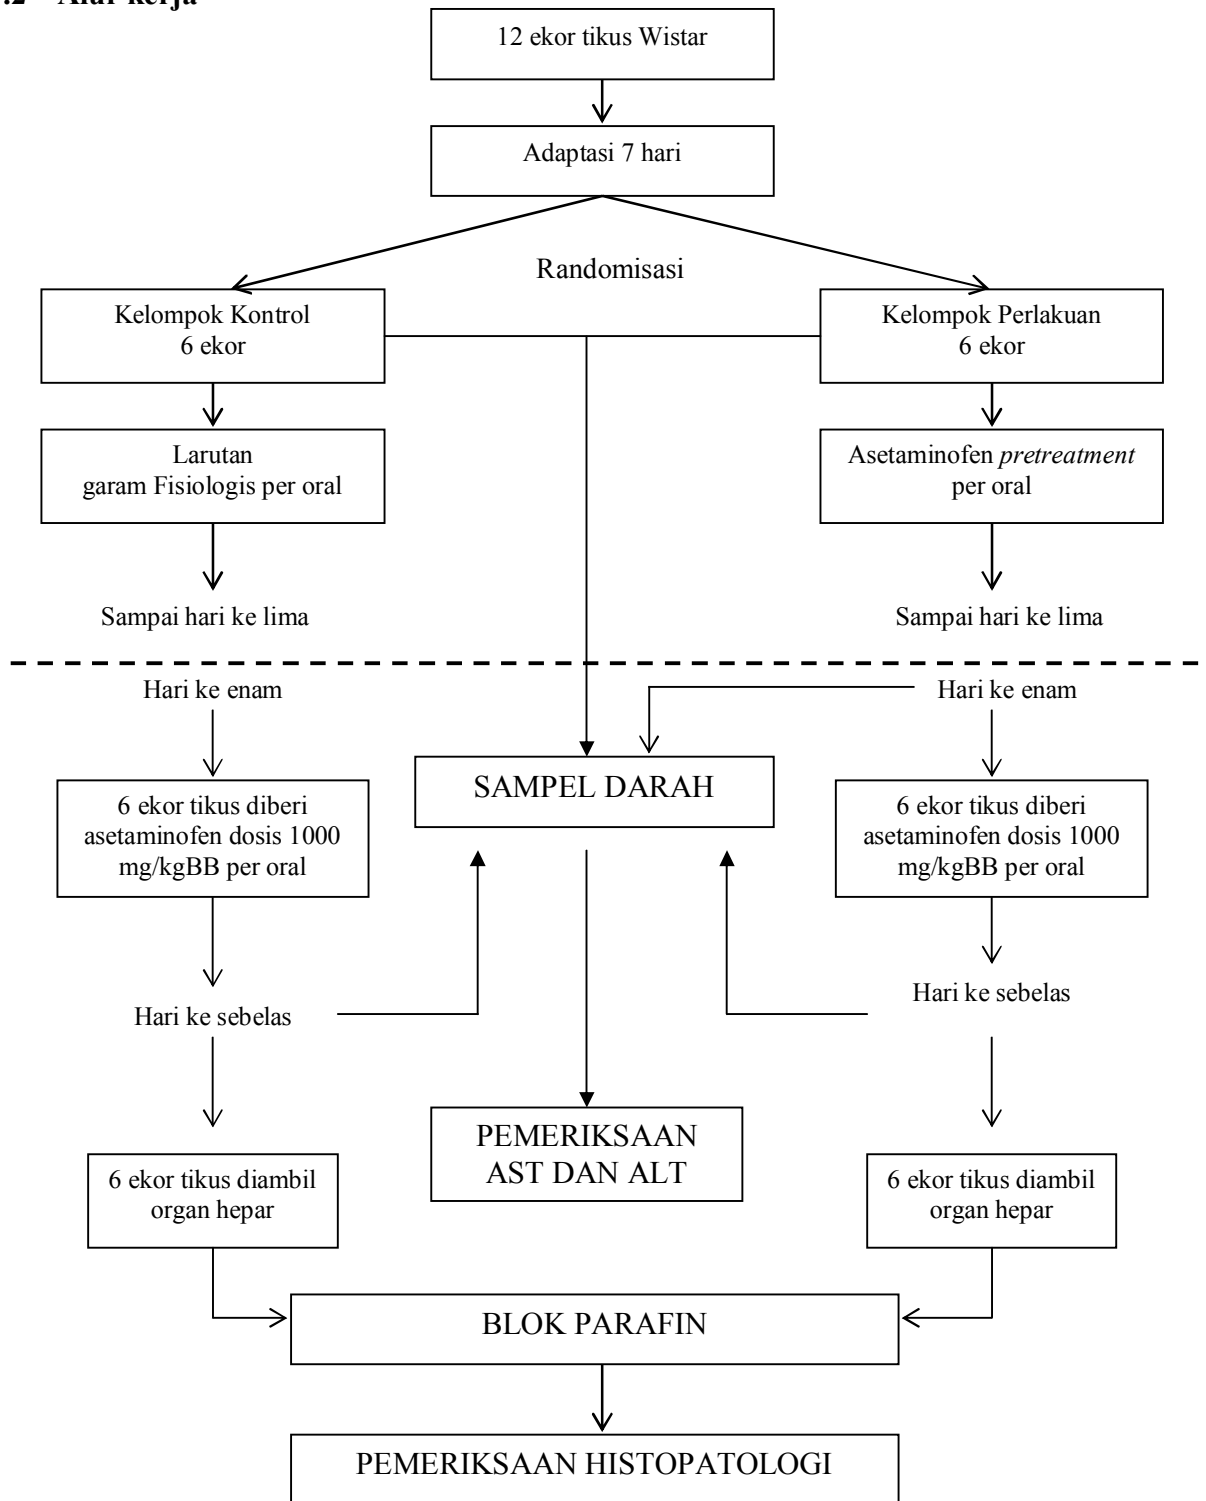 12 ekor tikus Wistar
Adaptasi 7 hari
Randomisasi
Kelompok Kontrol
6 ekor
Kelompok Perlakuan
6 ekor
Larutan
garam Fisiologis per oral
Asetaminofen pretreatment
per oral
Sampai hari ke lima
Sampai hari ke lima
Hari ke enam
Hari ke enam
SAMPEL DARAH
6 ekor tikus diberi
asetaminofen dosis 1000
mg/kgBB per oral
6 ekor tikus diberi
asetaminofen dosis 1000
mg/kgBB per oral
Hari ke sebelas
Hari ke sebelas
PEMERIKSAAN
AST DAN ALT
6 ekor tikus diambil
organ hepar
6 ekor tikus diambil
organ hepar
BLOK PARAFIN
PEMERIKSAAN HISTOPATOLOGI